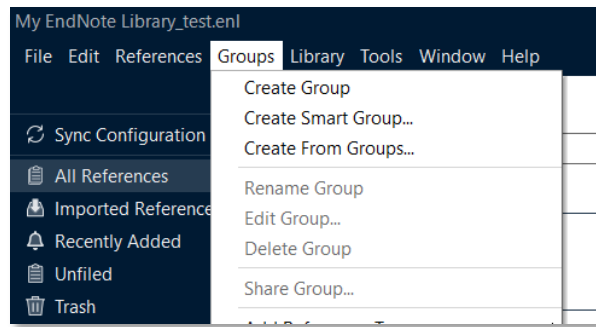 My EndNote Library_test.enl
File Edit References Groups Library Tools Window Help
Create Group
Create Smart Group...
Sync Configuration
Create From Groups...
All References
Rename Group
Imported Reference
Edit Group...
Recently Added
Delete Group
Unfiled
Share Group...
Trash